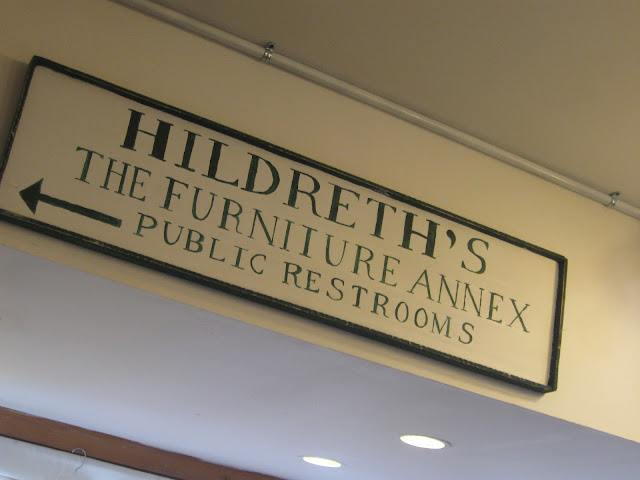 HILDRETH'S
THE FURNITURE ANNEX
PUBLIC RESTROOMS